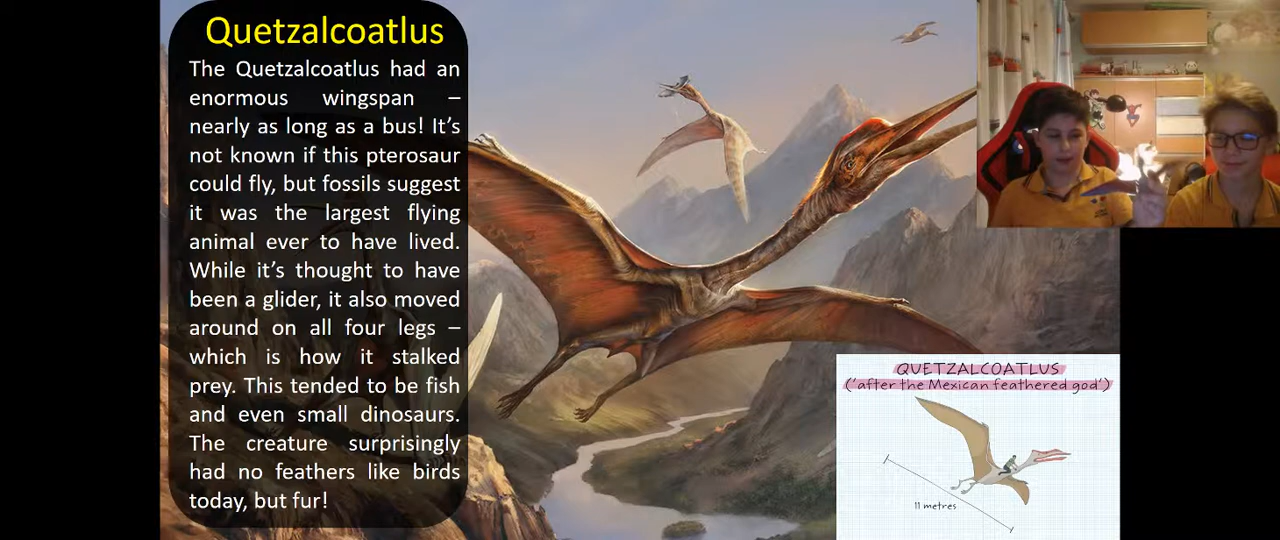 Quetzalcoatlus
The Quetzalcoatlus had an
enormous wingspan –
nearly as long as a bus! It's
not known if this pterosaur
could fly, but fossils suggest
it was the largest flying
animal ever to have lived.
While it's thought to have
been a glider, it also moved
around on all four legs –
which is how it stalked
prey. This tended to be fish
and even small dinosaurs.
The creature surprisingly
had no feathers like birds
today, but fur!
QUETZALCOATLUS
('after the Mexican feathered god')
11 metres